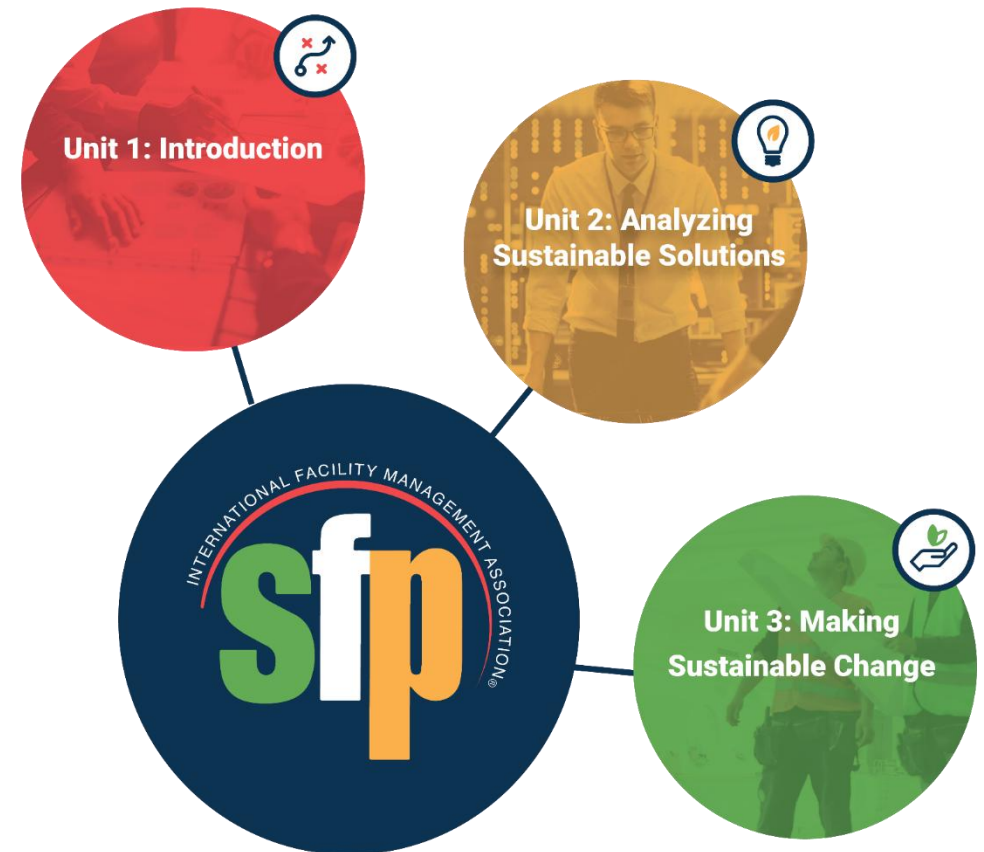 Unit 1: Introduction
Unit 2: Analyzing
Sustainable Solutions
INTERNATIONAL FACILITY MANAGEMENT ASSOCIATION®
sfp
Unit 3: Making
Sustainable Change